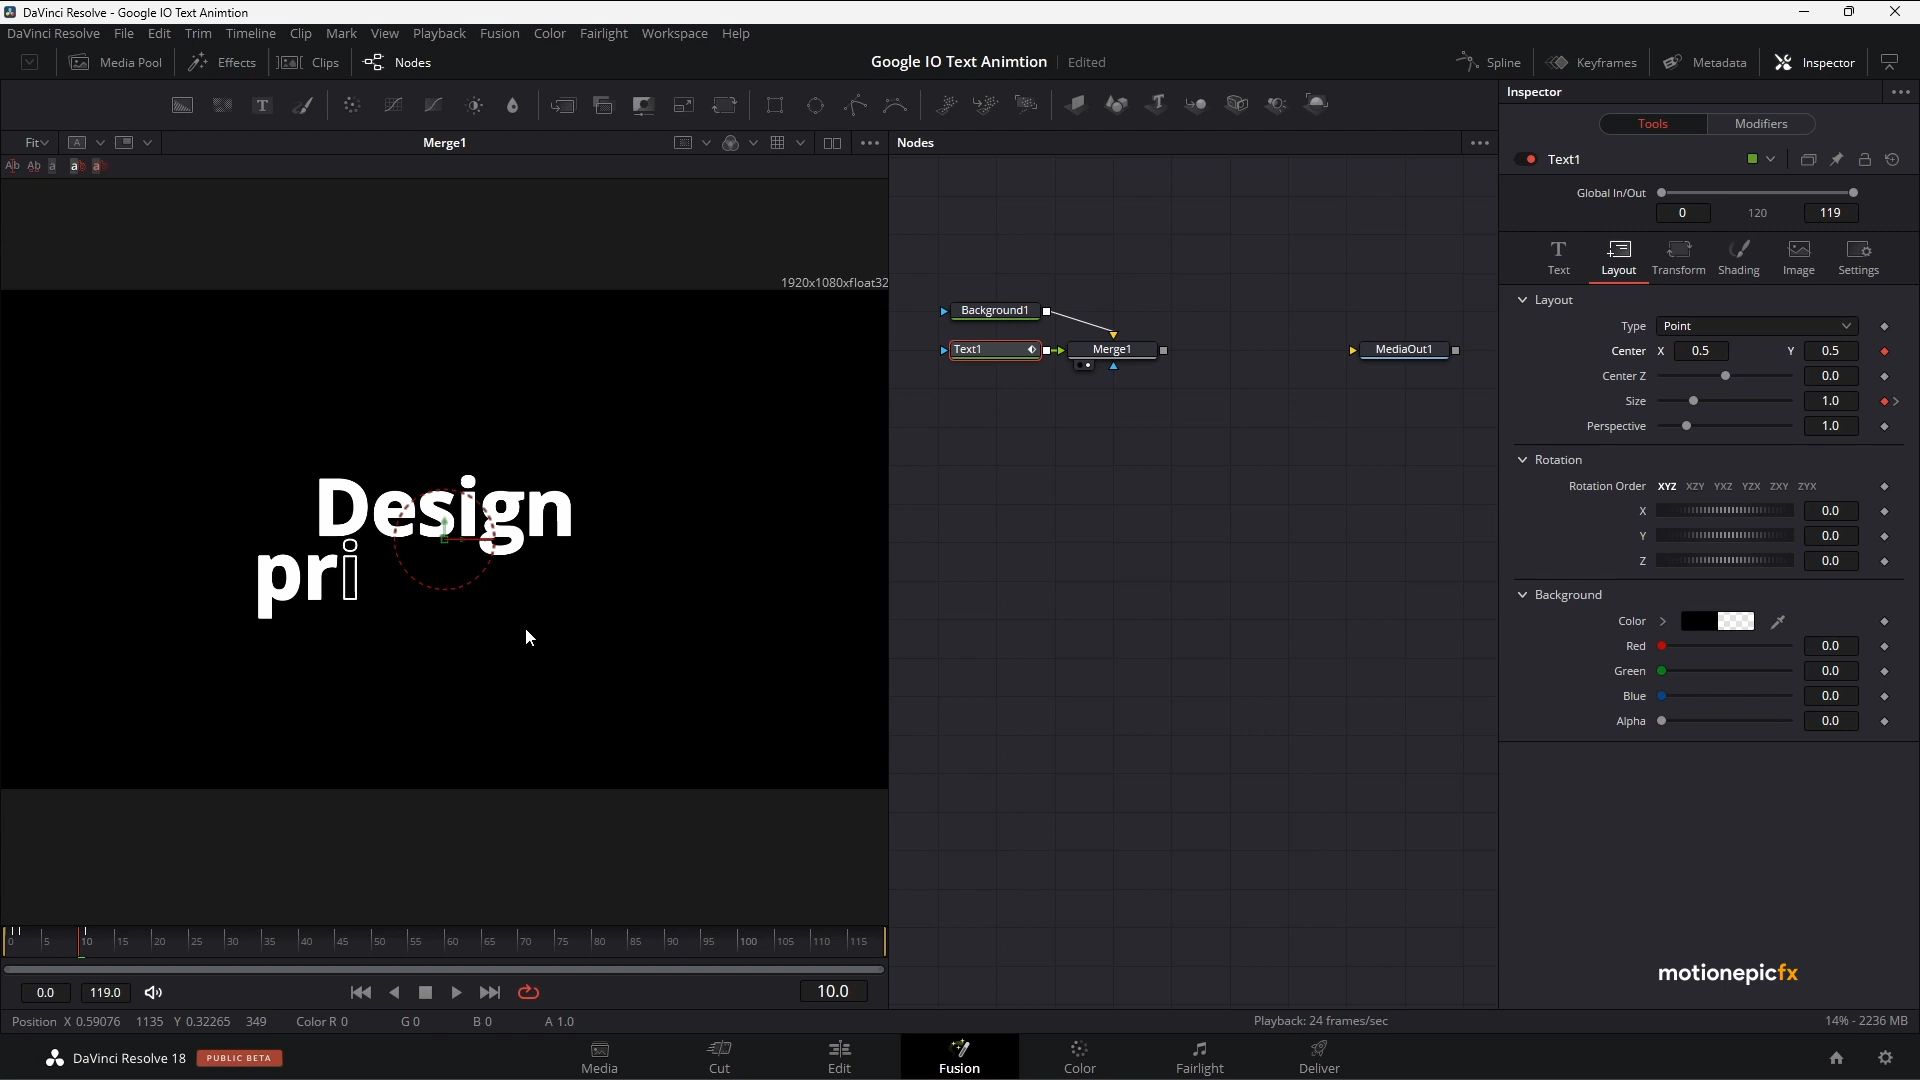 DaVinci Resolve - Google IO Text Animtion
DaVinci Resolve File Edit Trim Timeline Clip Mark View Playback Fusion Color Fairlight Workspace Help
Media Pool Effects Clips Nodes Google IO Text Animtion Edited Spline Keyframes Metadata Inspector
Inspector
Tools Modifiers
Fit Merge1 Nodes
Text1
Global In/Out
0 120 119
Text Layout Transform Shading Image Settings
1920x1080xfloat32
Layout
Type Point
Center X 0.5 Y 0.5
Center Z 0.0
Size 1.0
Perspective 1.0
Rotation
Rotation Order XYZ XZY YXZ YZX ZXY ZYX
X 0.0
Y 0.0
Z 0.0
Background
Color
Red 0.0
Green 0.0
Blue 0.0
Alpha 0.0
Background1
Text1 Merge1 MediaOut1
Design
pri
0 5 10 15 20 25 30 35 40 45 50 55 60 65 70 75 80 85 90 95 100 105 110 115
motionepicfx
0.0 119.0 10.0
Position X 0.59076 1135 Y 0.32265 349 Color R 0 G 0 B 0 A 1.0 Playback: 24 frames/sec 14% - 2236 MB
DaVinci Resolve 18 PUBLIC BETA Media Cut Edit Fusion Color Fairlight Deliver